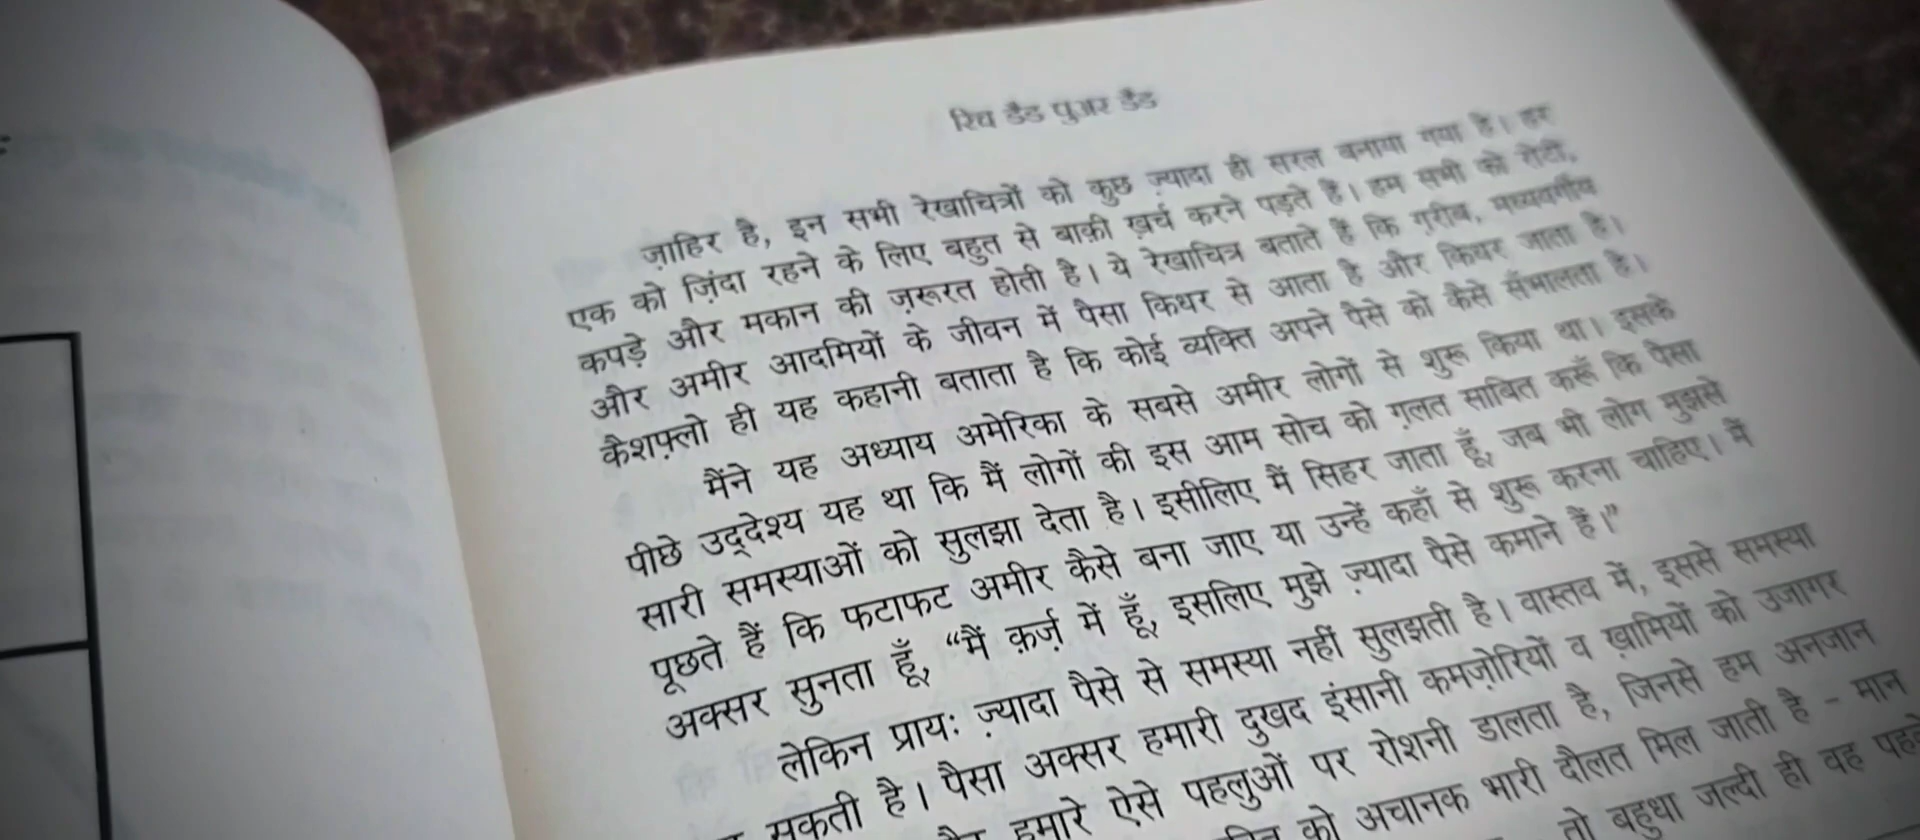 रिच डैड पुअर डैड
ज़ाहिर है, इन सभी रेखाचित्रों को कुछ ज़्यादा ही सरल बनाया गया है। हर
एक को ज़िंदा रहने के लिए बहुत से बाक़ी ख़र्च करने पड़ते हैं। हम सभी को रोटी,
कपड़े और मकान की ज़रूरत होती है। ये रेखाचित्र बताते हैं कि ग़रीब, मध्यवर्गीय
और अमीर आदमियों के जीवन में पैसा किधर से आता है और किधर जाता है।
कैशफ़्लो ही यह कहानी बताता है कि कोई व्यक्ति अपने पैसे को कैसे सँभालता है।
मैंने यह अध्याय अमेरिका के सबसे अमीर लोगों से शुरू किया था। इसके
पीछे उद्देश्य यह था कि मैं लोगों की इस आम सोच को ग़लत साबित करूँ कि पैसा
सारी समस्याओं को सुलझा देता है। इसीलिए मैं सिहर जाता हूँ, जब भी लोग मुझसे
पूछते हैं कि फटाफट अमीर कैसे बना जाए या उन्हें कहाँ से शुरू करना चाहिए। मैं
अक्सर सुनता हूँ, “मैं क़र्ज़ में हूँ, इसलिए मुझे ज़्यादा पैसे कमाने हैं।”
लेकिन प्रायः ज़्यादा पैसे से समस्या नहीं सुलझती है। वास्तव में, इससे समस्या
सकती है। पैसा अक्सर हमारी दुखद इंसानी कमज़ोरियों व ख़ामियों को उजागर
हमारे ऐसे पहलुओं पर रोशनी डालता है, जिनसे हम अनजान
को अचानक भारी दौलत मिल जाती है - मान
तो बहुधा जल्दी ही वह